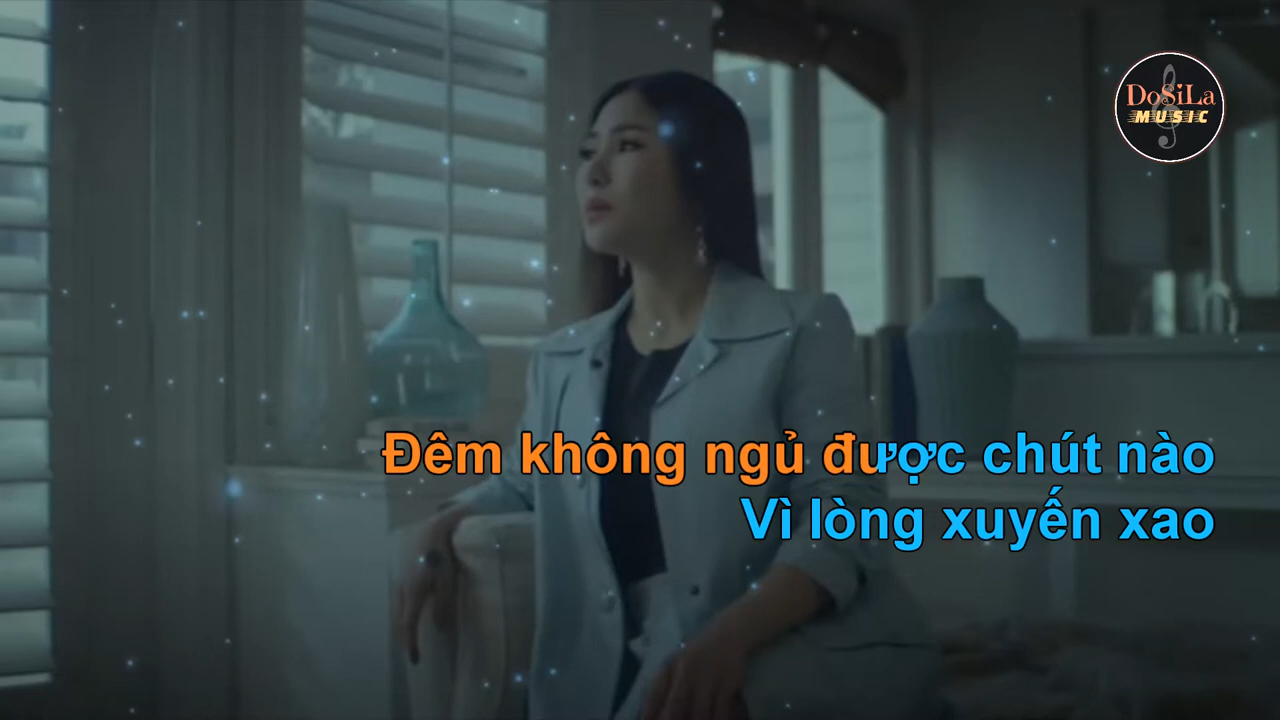 DoSiLa
MUSIC
Đêm không ngủ được chút nào
Vì lòng xuyến xao